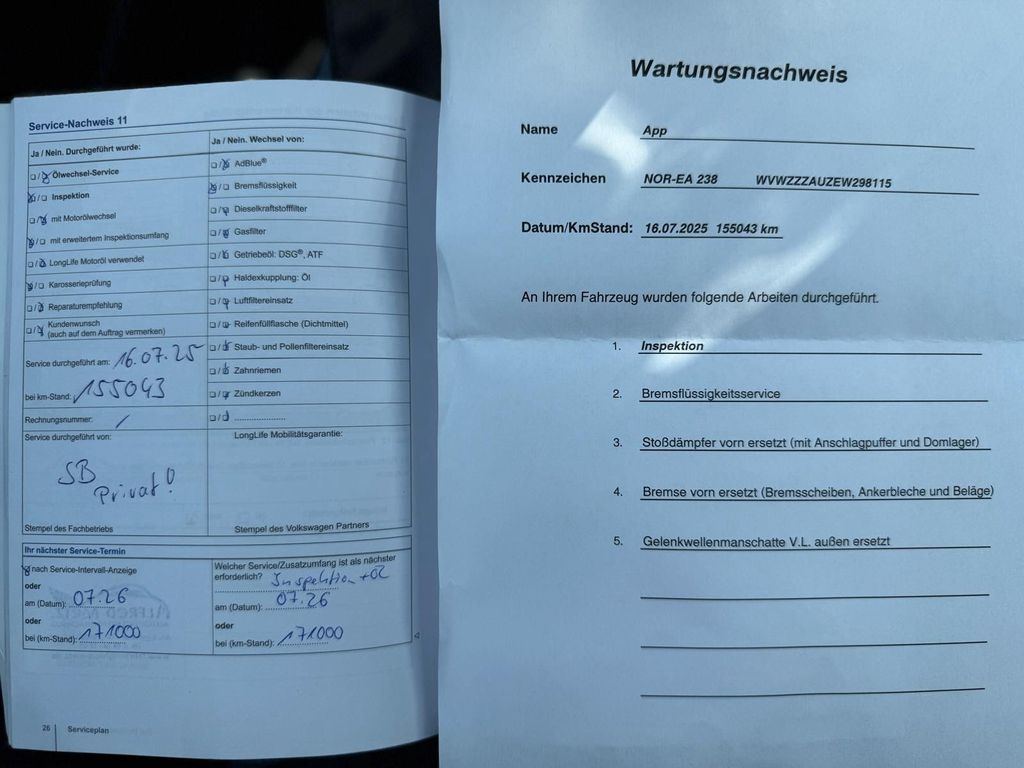 Service-Nachweis 11
Ja / Nein. Durchgeführt wurde:
☐/☒ Ölwechsel-Service
☒/☐ Inspektion
☐/☒ mit Motorölwechsel
☒/☐ mit erweitertem Inspektionsumfang
☐/☒ LongLife Motoröl verwendet
☒/☐ Karosserieprüfung
☐/☒ Reparaturempfehlung
☐/☒ Kundenwunsch
(auch auf dem Auftrag vermerken)
Service durchgeführt am: 16.07.25
bei km-Stand: 155043
Rechnungsnummer: /
Service durchgeführt von:
SB
Privat!
Stempel des Fachbetriebs
Ja / Nein. Wechsel von:
☐/☒ AdBlue®
☒/☐ Bremsflüssigkeit
☐/☒ Dieselkraftstofffilter
☐/☒ Gasfilter
☐/☒ Getriebeöl: DSG®, ATF
☐/☒ Haldexkupplung: Öl
☐/☒ Luftfiltereinsatz
☐/☒ Reifenfüllflasche (Dichtmittel)
☐/☒ Staub- und Pollenfiltereinsatz
☐/☒ Zahnriemen
☐/☒ Zündkerzen
☐/☒ ....................
LongLife Mobilitätsgarantie:
Stempel des Volkswagen Partners
Ihr nächster Service-Termin
☒ nach Service-Intervall-Anzeige
oder
am (Datum): 07.26
oder
bei (km-Stand): 171000
Welcher Service/Zusatzumfang ist als nächster
erforderlich? Inspektion + Öl
am (Datum): 07.26
oder
bei (km-Stand): 171000
26 Serviceplan
Wartungsnachweis
Name App
Kennzeichen NOR-EA 238 WVWZZZAUZEW298115
Datum/KmStand: 16.07.2025 155043 km
An Ihrem Fahrzeug wurden folgende Arbeiten durchgeführt.
1. Inspektion
2. Bremsflüssigkeitsservice
3. Stoßdämpfer vorn ersetzt (mit Anschlagpuffer und Domlager)
4. Bremse vorn ersetzt (Bremsscheiben, Ankerbleche und Beläge)
5. Gelenkwellenmanschatte V.L. außen ersetzt